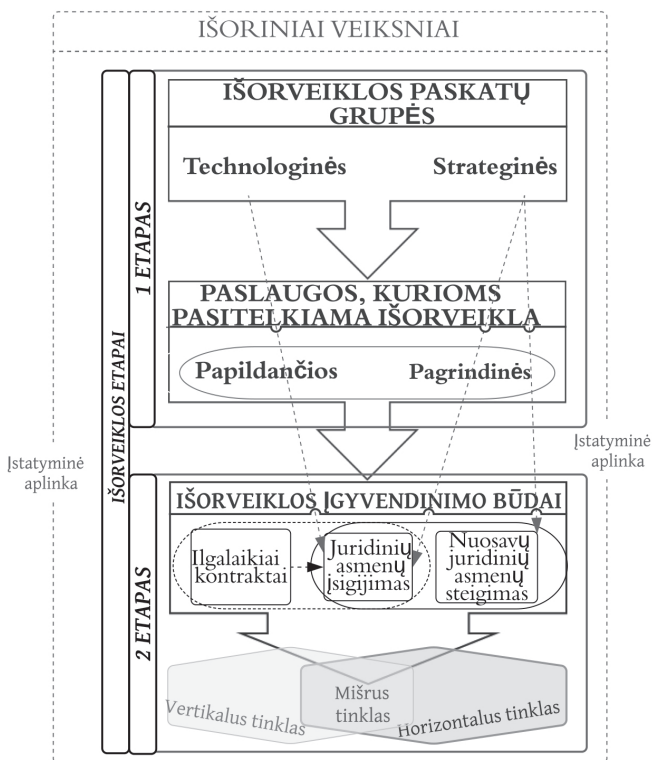 IŠORINIAI VEIKSNIAI
IŠORVEIKLOS ETAPAI
1 ETAPAS
IŠORVEIKLOS PASKATŲ
GRUPĖS
Technologinės
Strateginės
PASLAUGOS, KURIOMS
PASITELKIAMA IŠORVEIKLA
Papildančios
Pagrindinės
Įstatyminė
aplinka
Įstatyminė
aplinka
2 ETAPAS
IŠORVEIKLOS ĮGYVENDINIMO BŪDAI
Ilgalaikiai
kontraktai
Juridinių
asmenų
įsigijimas
Nuosavų
juridinių
asmenų
steigimas
Vertikalus tinklas
Mišrus
tinklas
Horizontalus tinklas